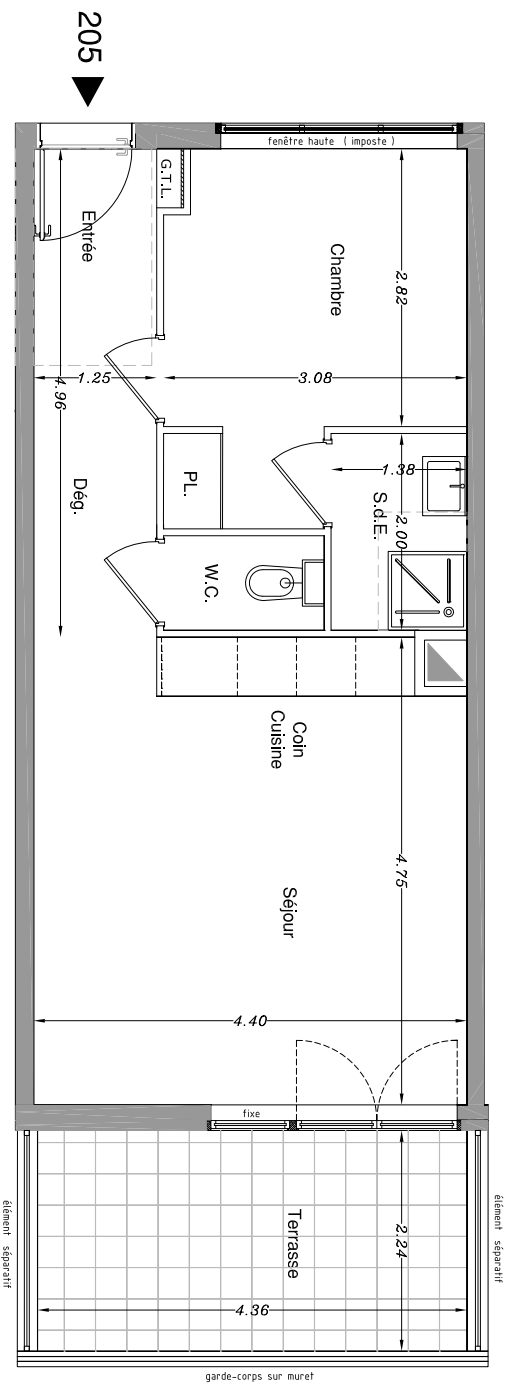 205
fenêtre haute ( imposte )
G.T.L.
Entrée
Chambre
2.82
1.25
3.08
4.96
Dég.
PL.
1.38
S.d.E.
2.00
W.C.
Coin
Cuisine
4.75
Séjour
4.40
fixe
élément séparatif
Terrasse
2.24
élément séparatif
4.36
garde-corps sur muret